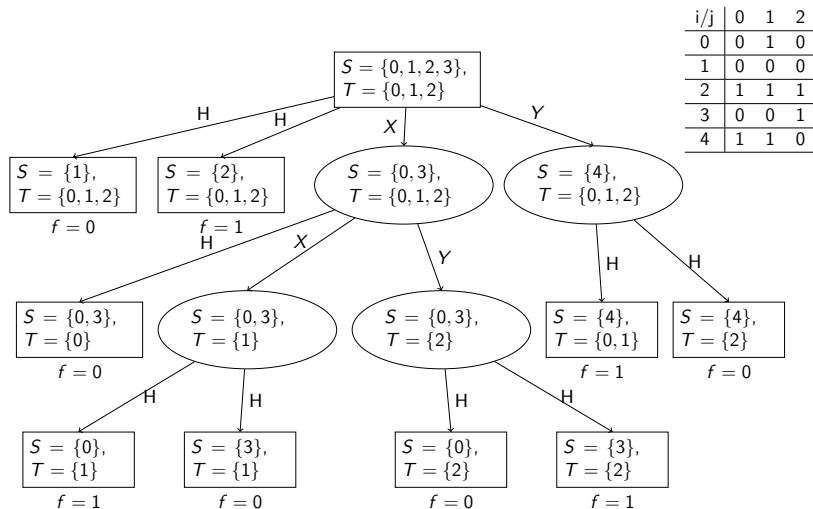 i/j 0 1 2
0 0 1 0
1 0 0 0
2 1 1 1
3 0 0 1
4 1 1 0
S = {0,1,2,3},
T = {0,1,2}
H
H
X
Y
S = {1},
T = {0,1,2}
f = 0
S = {2},
T = {0,1,2}
f = 1
S = {0,3},
T = {0,1,2}
S = {4},
T = {0,1,2}
H
X
Y
H
H
S = {0,3},
T = {0}
f = 0
S = {0,3},
T = {1}
S = {0,3},
T = {2}
S = {4},
T = {0,1}
f = 1
S = {4},
T = {2}
f = 0
H
H
H
H
S = {0},
T = {1}
f = 1
S = {3},
T = {1}
f = 0
S = {0},
T = {2}
f = 0
S = {3},
T = {2}
f = 1